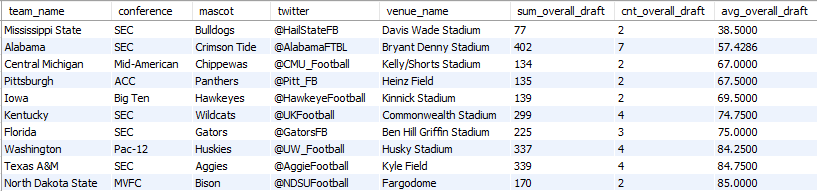 team_name conference mascot twitter venue_name sum_overall_draft cnt_overall_draft avg_overall_draft
Mississippi State SEC Bulldogs @HailStateFB Davis Wade Stadium 77 2 38.5000
Alabama SEC Crimson Tide @AlabamaFTBL Bryant Denny Stadium 402 7 57.4286
Central Michigan Mid-American Chippewas @CMU_Football Kelly/Shorts Stadium 134 2 67.0000
Pittsburgh ACC Panthers @Pitt_FB Heinz Field 135 2 67.5000
Iowa Big Ten Hawkeyes @HawkeyeFootball Kinnick Stadium 139 2 69.5000
Kentucky SEC Wildcats @UKFootball Commonwealth Stadium 299 4 74.7500
Florida SEC Gators @GatorsFB Ben Hill Griffin Stadium 225 3 75.0000
Washington Pac-12 Huskies @UW_Football Husky Stadium 337 4 84.2500
Texas A&M SEC Aggies @AggieFootball Kyle Field 339 4 84.7500
North Dakota State MVFC Bison @NDSUFootball Fargodome 170 2 85.0000